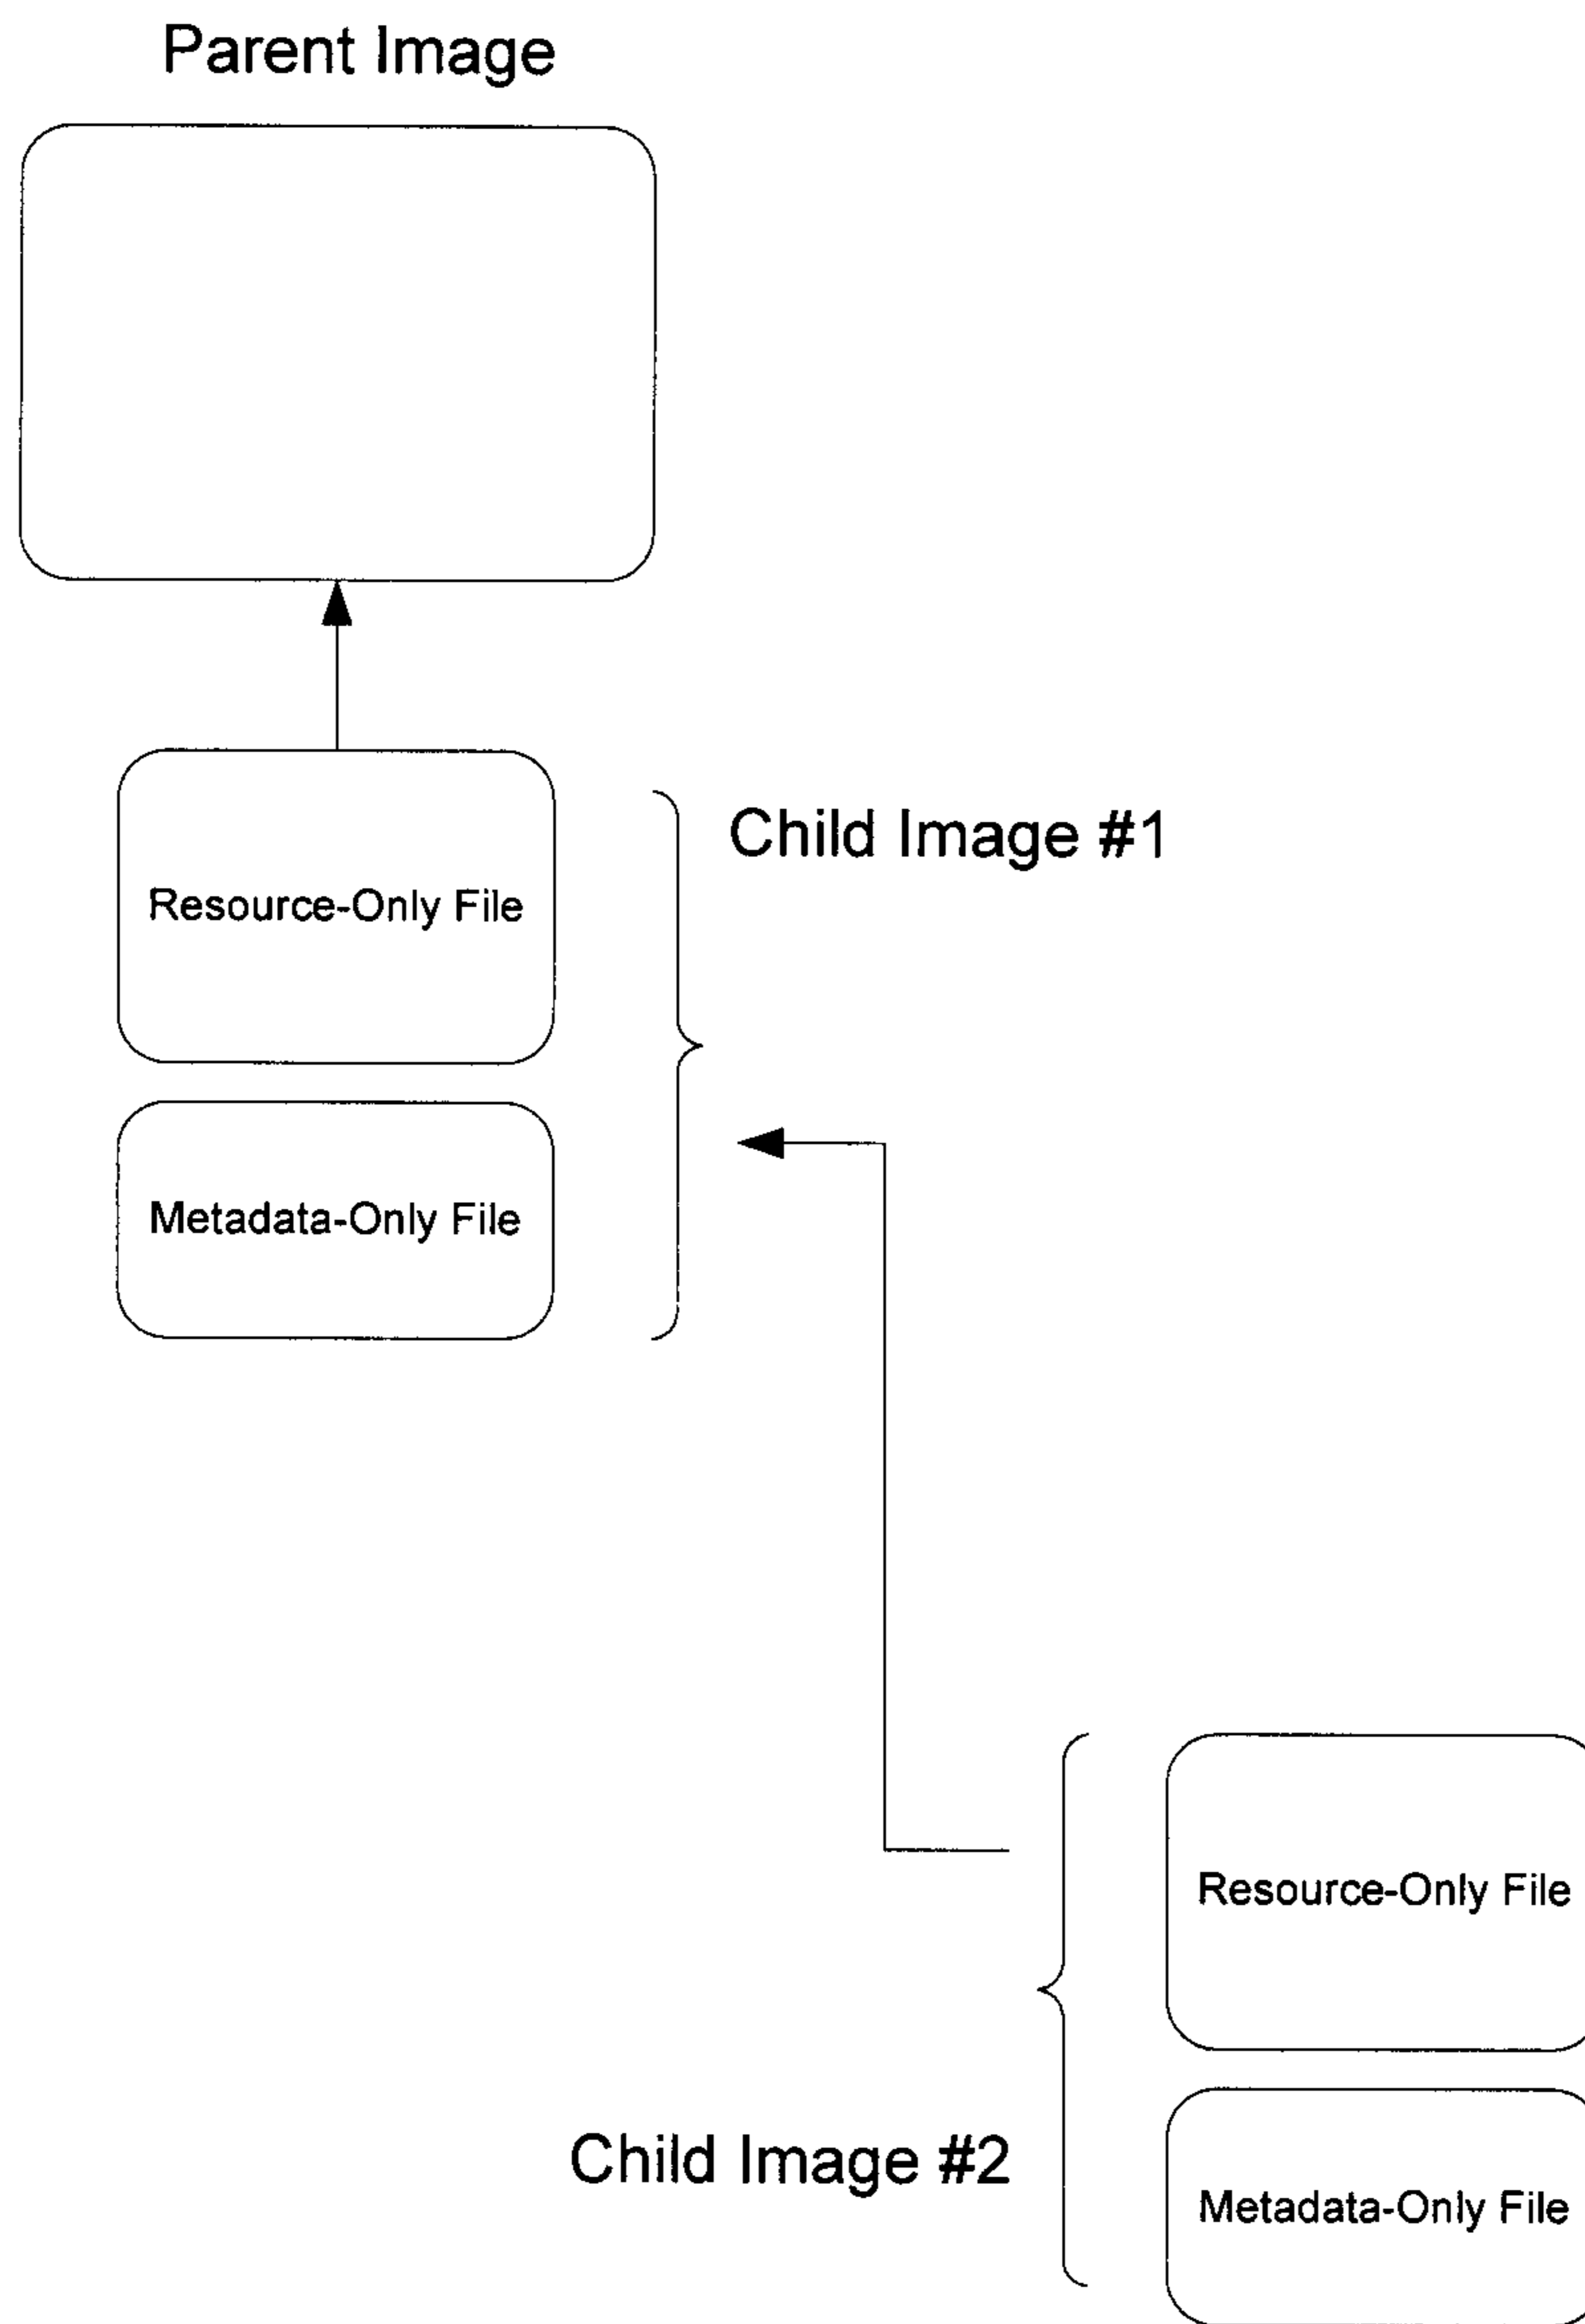 Parent Image
Child Image #1
Resource-Only File
Metadata-Only File
Resource-Only File
Child Image #2
Metadata-Only File